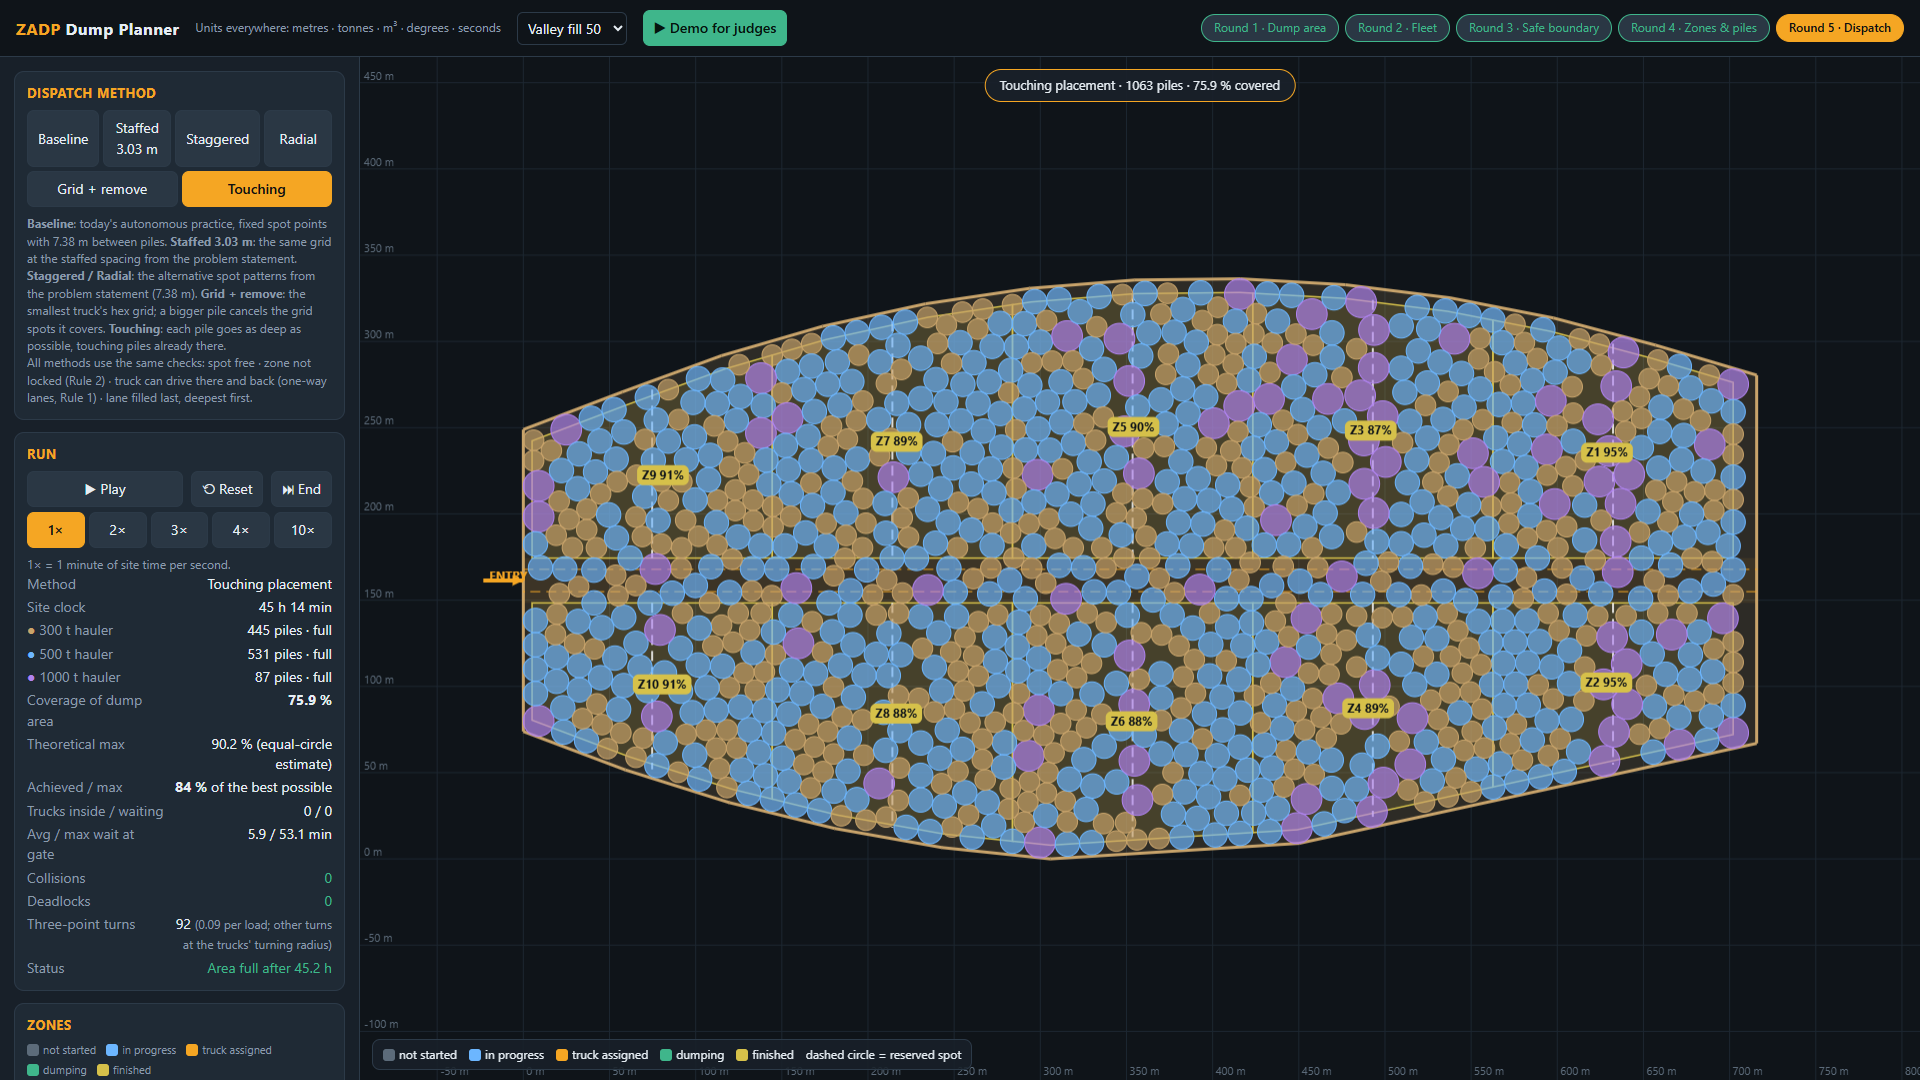 ZADP Dump Planner
Units everywhere: metres · tonnes · m³ · degrees · seconds
Valley fill 50
▶ Demo for judges
Round 1 · Dump area
Round 2 · Fleet
Round 3 · Safe boundary
Round 4 · Zones & piles
Round 5 · Dispatch
DISPATCH METHOD
Baseline
Staffed
3.03 m
Staggered
Radial
Grid + remove
Touching
Baseline: today's autonomous practice, fixed spot points
with 7.38 m between piles. Staffed 3.03 m: the same grid
at the staffed spacing from the problem statement.
Staggered / Radial: the alternative spot patterns from
the problem statement (7.38 m). Grid + remove: the
smallest truck's hex grid; a bigger pile cancels the grid
spots it covers. Touching: each pile goes as deep as
possible, touching piles already there.
All methods use the same checks: spot free · zone not
locked (Rule 2) · truck can drive there and back (one-way
lanes, Rule 1) · lane filled last, deepest first.
RUN
▶ Play
⟲ Reset
⏭ End
1×
2×
3×
4×
10×
1× = 1 minute of site time per second.
Method Touching placement
Site clock 45 h 14 min
● 300 t hauler 445 piles · full
● 500 t hauler 531 piles · full
● 1000 t hauler 87 piles · full
Coverage of dump area 75.9 %
Theoretical max 90.2 % (equal-circle estimate)
Achieved / max 84 % of the best possible
Trucks inside / waiting 0 / 0
Avg / max wait at gate 5.9 / 53.1 min
Collisions 0
Deadlocks 0
Three-point turns 92 (0.09 per load; other turns at the trucks' turning radius)
Status Area full after 45.2 h
ZONES
not started
in progress
truck assigned
dumping
finished
Touching placement · 1063 piles · 75.9 % covered
450 m
400 m
350 m
300 m
250 m
200 m
150 m
100 m
50 m
0 m
-50 m
-100 m
ENTRY
Z9 91%
Z7 89%
Z5 90%
Z3 87%
Z1 95%
Z10 91%
Z8 88%
Z6 88%
Z4 89%
Z2 95%
not started
in progress
truck assigned
dumping
finished
dashed circle = reserved spot
-50 m
0 m
100 m
150 m
200 m
250 m
300 m
350 m
400 m
450 m
500 m
550 m
600 m
650 m
700 m
750 m